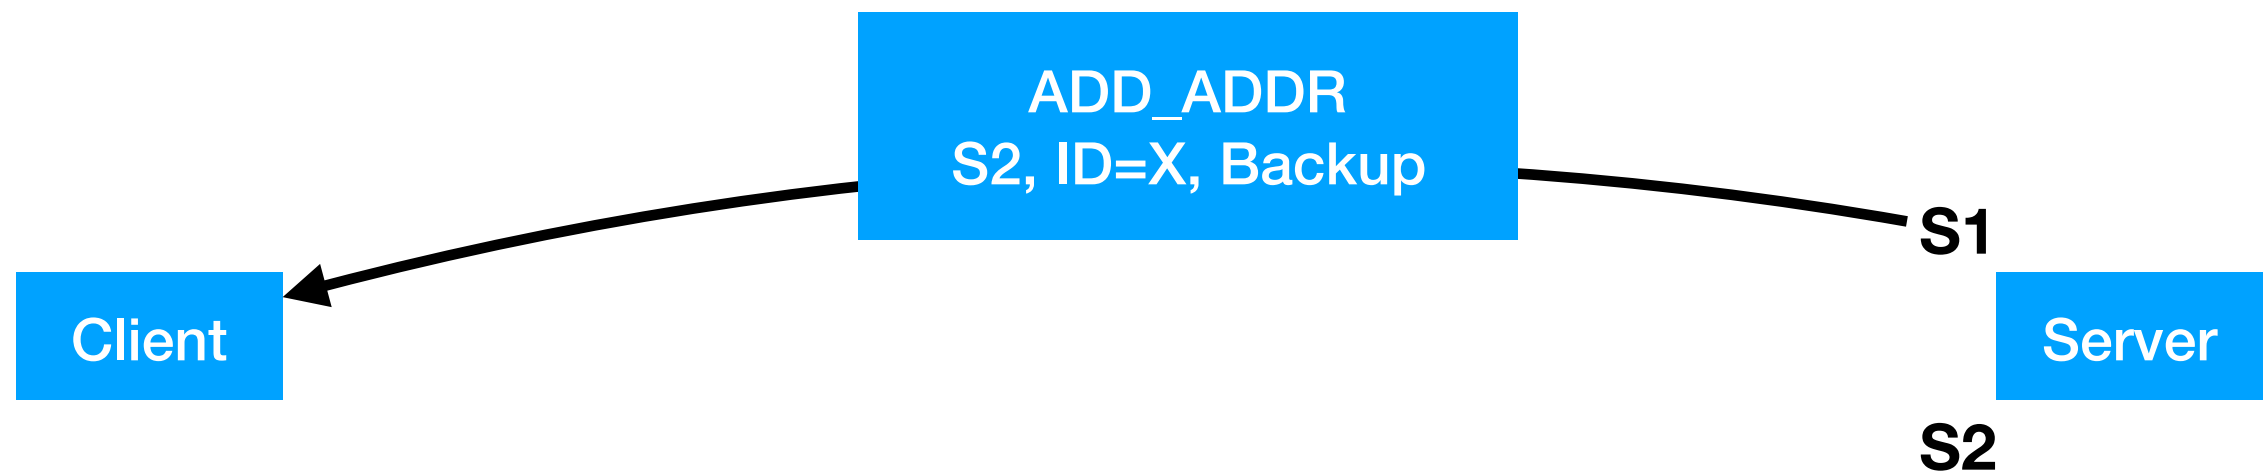 ADD_ADDR
S2, ID=X, Backup
S1
Client
Server
S2